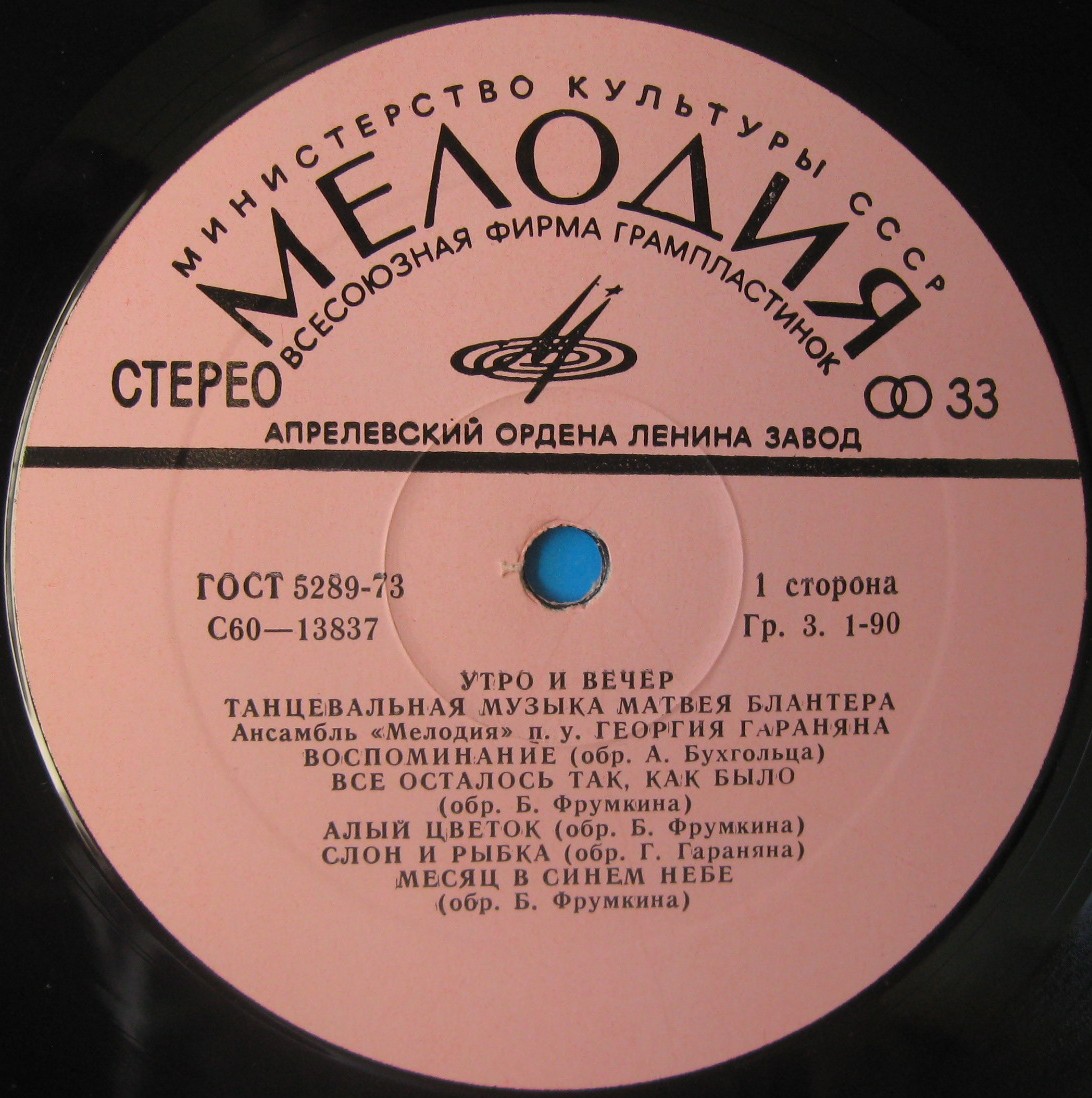 МИНИСТЕРСТВО КУЛЬТУРЫ СССР
МЕЛОДИЯ
ВСЕСОЮЗНАЯ ФИРМА ГРАМПЛАСТИНОК
СТЕРЕО
33
АПРЕЛЕВСКИЙ ОРДЕНА ЛЕНИНА ЗАВОД
ГОСТ 5289-73
1 сторона
С60—13837
Гр. 3. 1-90
УТРО И ВЕЧЕР
ТАНЦЕВАЛЬНАЯ МУЗЫКА МАТВЕЯ БЛАНТЕРА
Ансамбль «Мелодия» п. у. ГЕОРГИЯ ГАРАНЯНА
ВОСПОМИНАНИЕ (обр. А. Бухгольца)
ВСЕ ОСТАЛОСЬ ТАК, КАК БЫЛО
(обр. Б. Фрумкина)
АЛЫЙ ЦВЕТОК (обр. Б. Фрумкина)
СЛОН И РЫБКА (обр. Г. Гараняна)
МЕСЯЦ В СИНЕМ НЕБЕ
(обр. Б. Фрумкина)